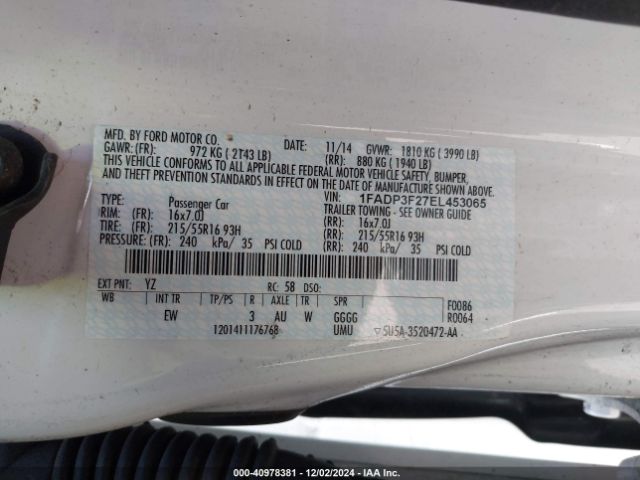 MFD. BY FORD MOTOR CO. DATE: 11/14 GVWR: 1810 KG ( 3990 LB)
GAWR: (FR): 972 KG ( 2T43 LB) (RR): 880 KG ( 1940 LB)
THIS VEHICLE CONFORMS TO ALL APPLICABLE FEDERAL MOTOR VEHICLE SAFETY, BUMPER,
AND THEFT PREVENTION STANDARDS IN EFFECT ON THE DATE OF MANUFACTURE SHOWN ABOVE.
VIN: 1FADP3F27EL453065
TYPE: Passenger Car TRAILER TOWING - SEE OWNER GUIDE
RIM: (FR): 16x7.0J (RR): 16x7.0J
TIRE: (FR): 215/55R16 93H (RR): 215/55R16 93H
PRESSURE: (FR): 240 kPa/ 35 PSI COLD (RR): 240 kPa/ 35 PSI COLD
EXT PNT: YZ RC: 58 DSO:
WB INT TR TP/PS R AXLE TR SPR F0086
EW 3 AU W GGGG R0064
1201411176768 UMU ▽5U5A-3520472-AA
(W) 0-40978381 - 12/02/2024 - IAA Inc.